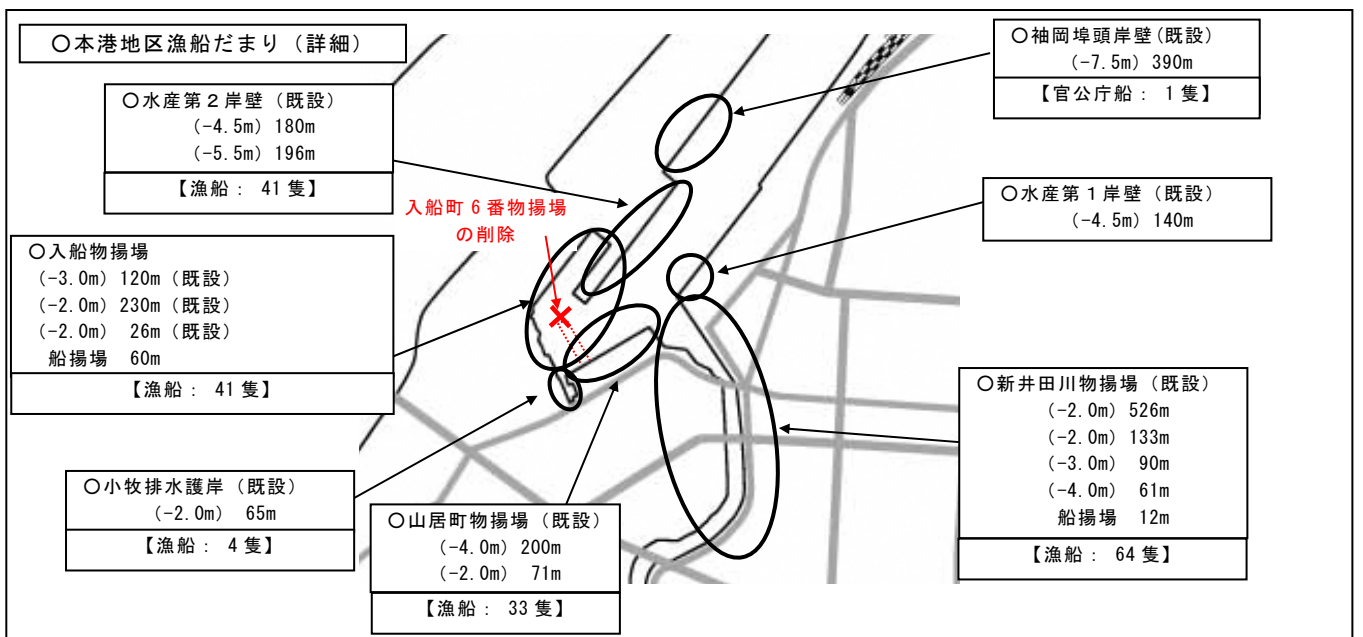 ○本港地区漁船だまり（詳細）
○袖岡埠頭岸壁(既設)
(-7.5m) 390m
【官公庁船： 1隻】
○水産第２岸壁（既設）
(-4.5m) 180m
(-5.5m) 196m
【漁船： 41隻】
○水産第１岸壁（既設）
(-4.5m) 140m
入船町6番物揚場
の削除
○入船物揚場
(-3.0m) 120m（既設）
(-2.0m) 230m（既設）
(-2.0m) 26m（既設）
船揚場 60m
【漁船： 41隻】
○新井田川物揚場（既設）
(-2.0m) 526m
(-2.0m) 133m
(-3.0m) 90m
(-4.0m) 61m
船揚場 12m
【漁船： 64隻】
○小牧排水護岸（既設）
(-2.0m) 65m
【漁船： 4隻】
○山居町物揚場（既設）
(-4.0m) 200m
(-2.0m) 71m
【漁船： 33隻】